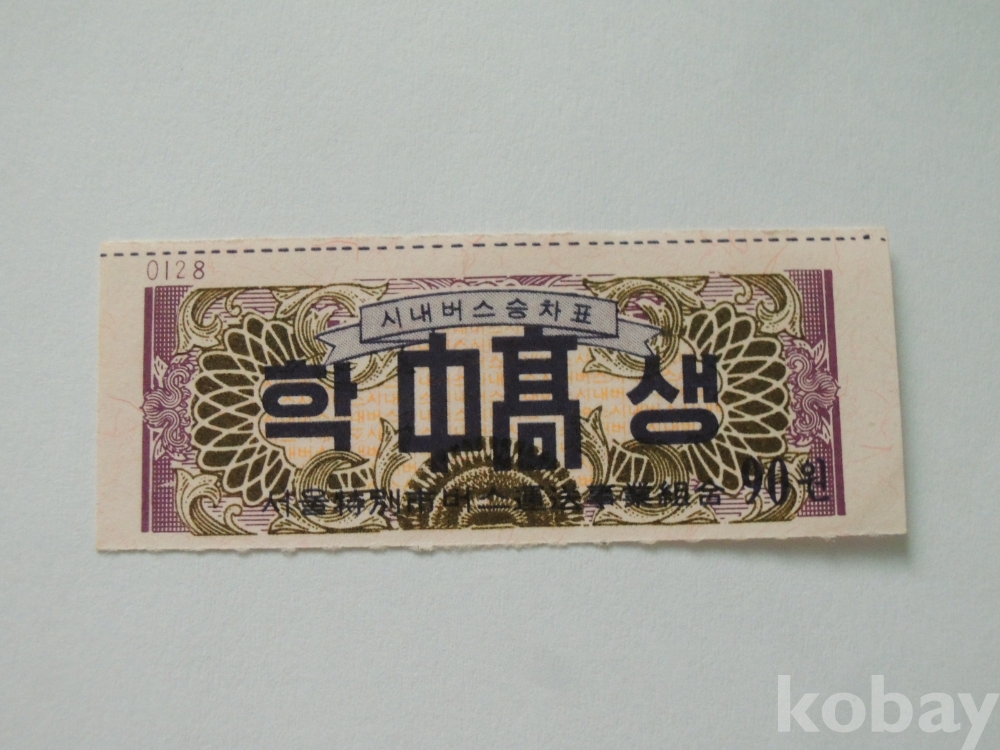 0128
시내버스승차표
학 中高 생
서울特別市버스運送事業組合 90원
kobay